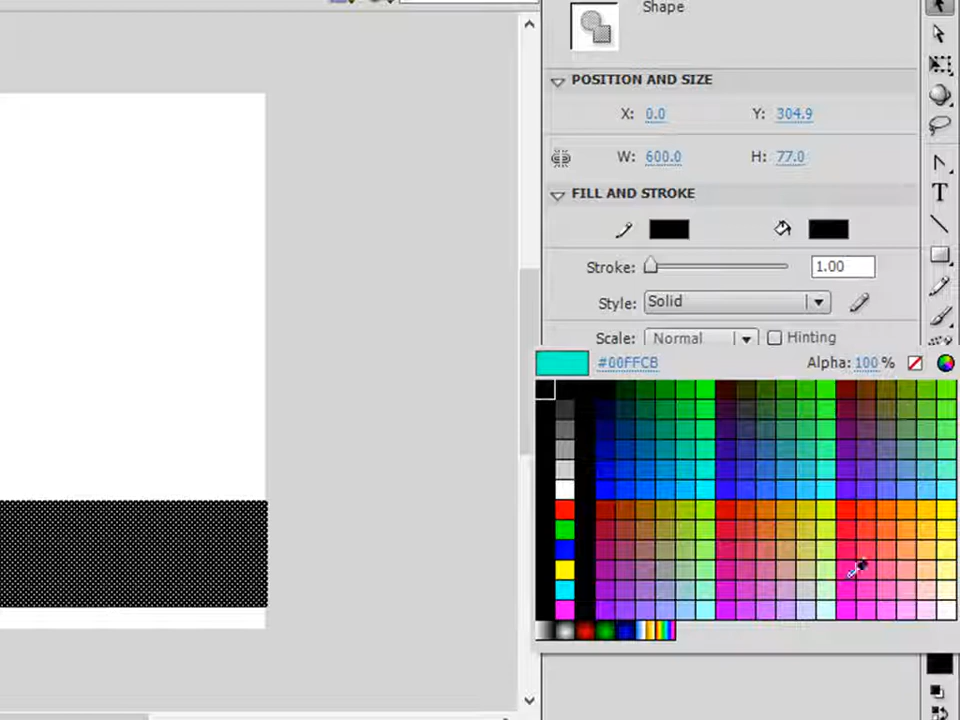 Shape
POSITION AND SIZE
X: 0.0 Y: 304.9
W: 600.0 H: 77.0
FILL AND STROKE
Stroke: 1.00
Style: Solid
Scale: Normal Hinting
#00FFCB Alpha: 100 %
T